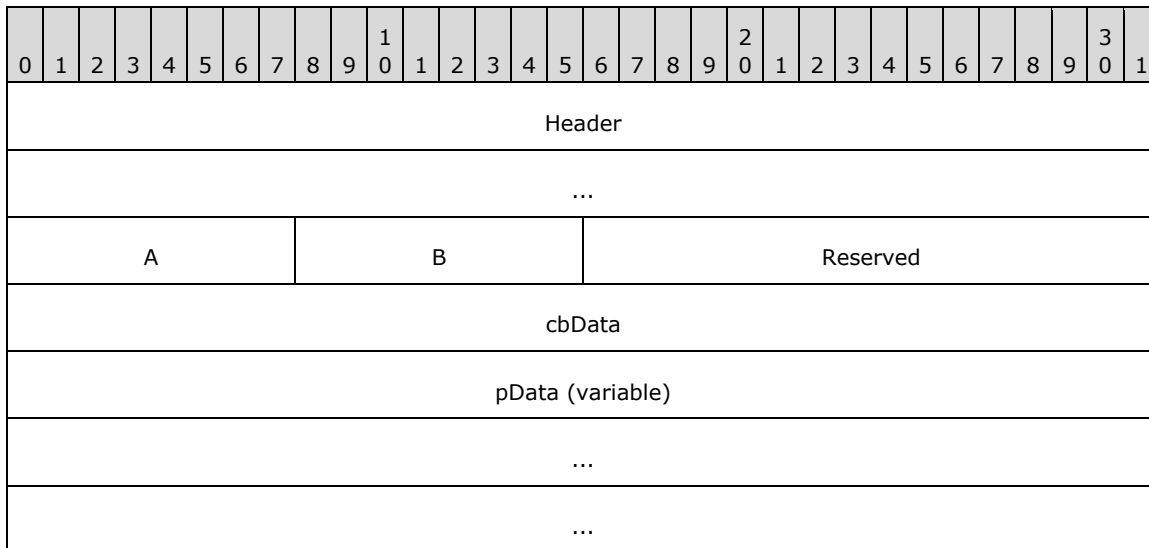 1 2 3
0 1 2 3 4 5 6 7 8 9 0 1 2 3 4 5 6 7 8 9 0 1 2 3 4 5 6 7 8 9 0 1
Header
...
A B Reserved
cbData
pData (variable)
...
...